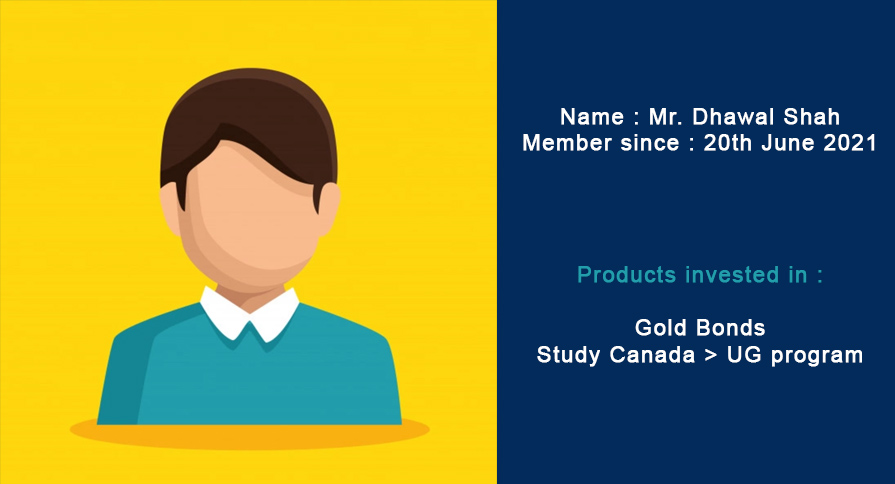 Name : Mr. Dhawal Shah
Member since : 20th June 2021
Products invested in :
Gold Bonds
Study Canada > UG program